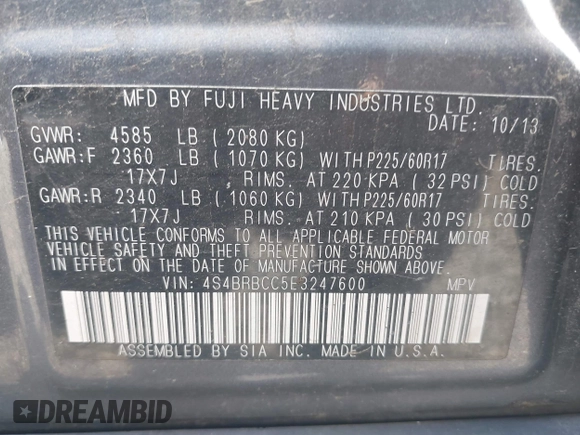 MFD BY FUJI HEAVY INDUSTRIES LTD.
DATE: 10/13
GVWR: 4585 LB ( 2080 KG)
GAWR:F 2360 LB ( 1070 KG) WITH P225/60R17 TIRES.
17X7J , RIMS. AT 220 KPA ( 32 PSI) COLD
GAWR:R 2340 LB ( 1060 KG) WITH P225/60R17 TIRES.
17X7J RIMS. AT 210 KPA ( 30 PSI) COLD
THIS VEHICLE CONFORMS TO ALL APPLICABLE FEDERAL MOTOR
VEHICLE SAFETY AND THEFT PREVENTION STANDARDS
IN EFFECT ON THE DATE OF MANUFACTURE SHOWN ABOVE.
VIN: 4S4BRBCC5E3247600 MPV
ASSEMBLED BY SIA INC. MADE IN U.S.A.
DREAMBID